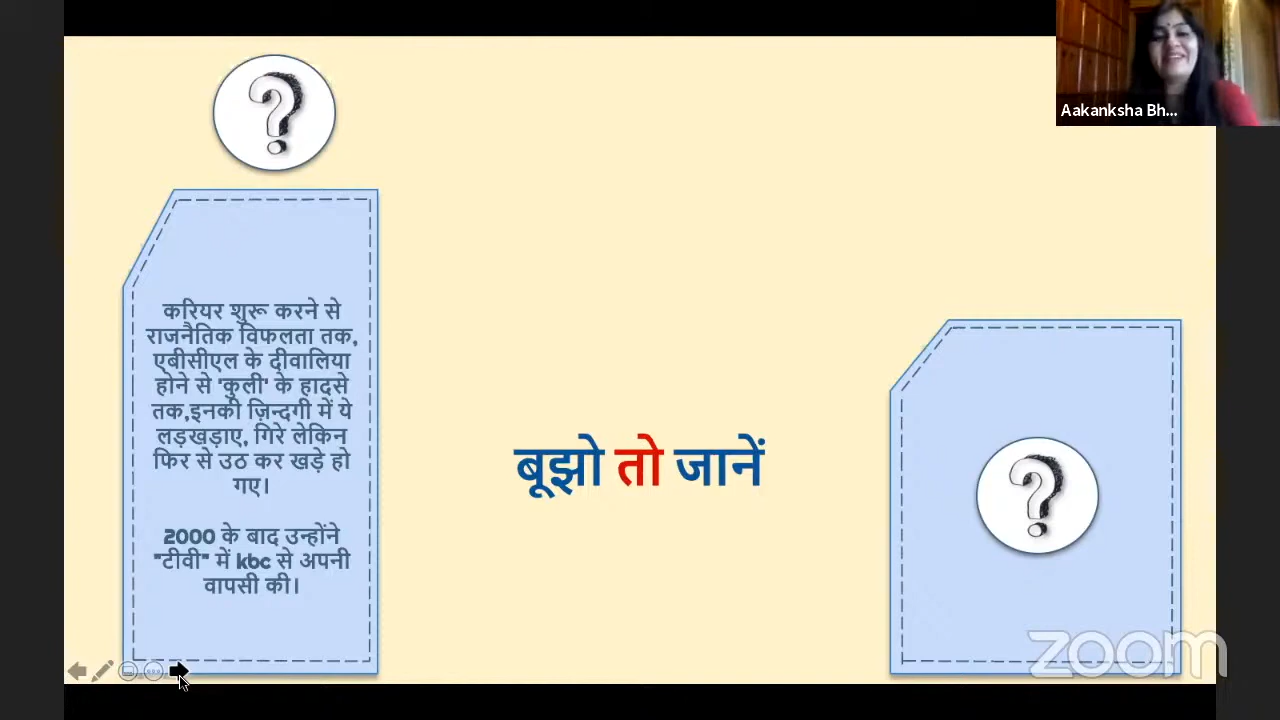 Aakanksha Bh...
करियर शुरू करने से
राजनैतिक विफलता तक,
एबीसीएल के दीवालिया
होने से 'कुली' के हादसे
तक,इनकी ज़िन्दगी में ये
लड़खड़ाए, गिरे लेकिन
फिर से उठ कर खड़े हो
गए।
2000 के बाद उन्होंने
"टीवी" में kbc से अपनी
वापसी की।
बूझो तो जानें
zoom